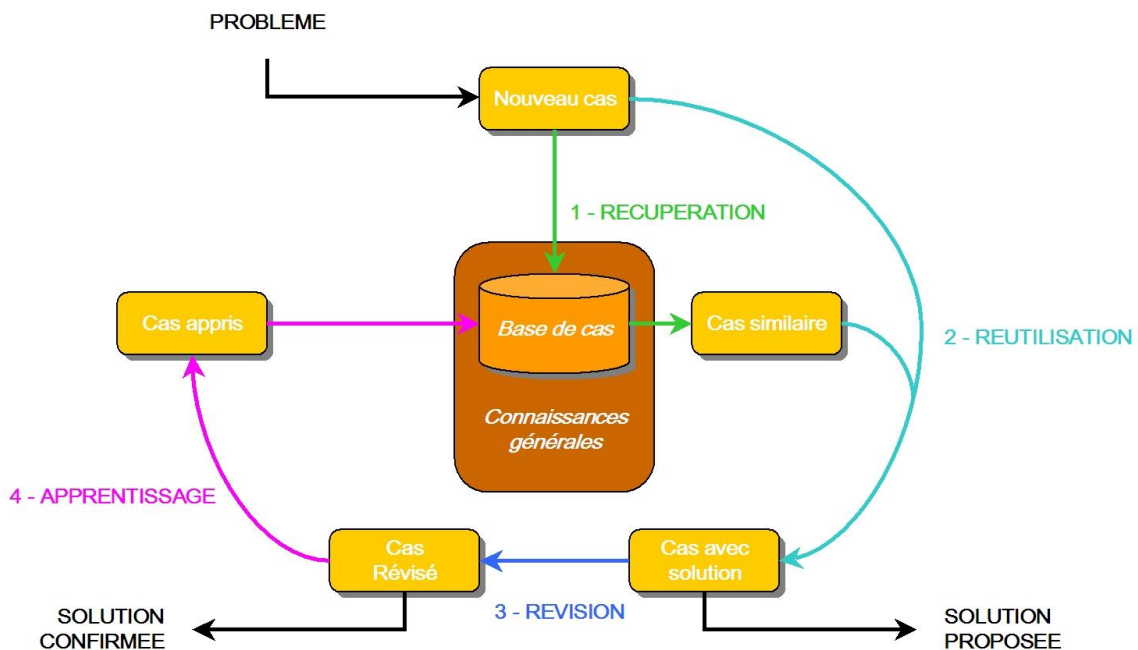 PROBLEME
Nouveau cas
1 - RECUPERATION
Cas appris
Base de cas
Cas similaire
2 - REUTILISATION
Connaissances
générales
4 - APPRENTISSAGE
Cas
Révisé
Cas avec
solution
3 - REVISION
SOLUTION
CONFIRMEE
SOLUTION
PROPOSEE